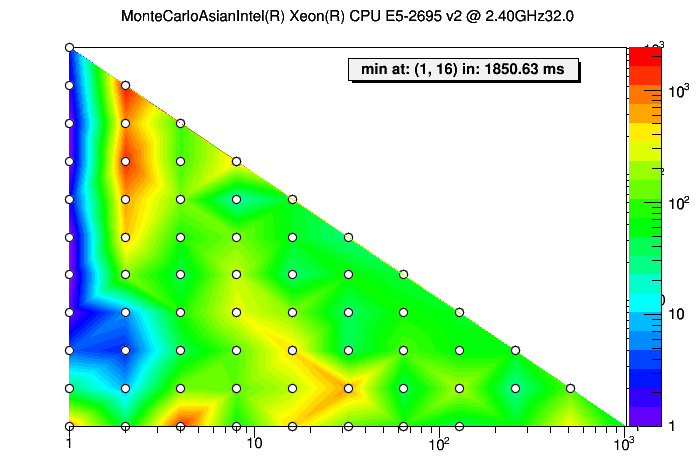 MonteCarloAsianIntel(R) Xeon(R) CPU E5-2695 v2 @ 2.40GHz32.0
min at: (1, 16) in: 1850.63 ms
10³
10²
10
1
1 10 10² 10³